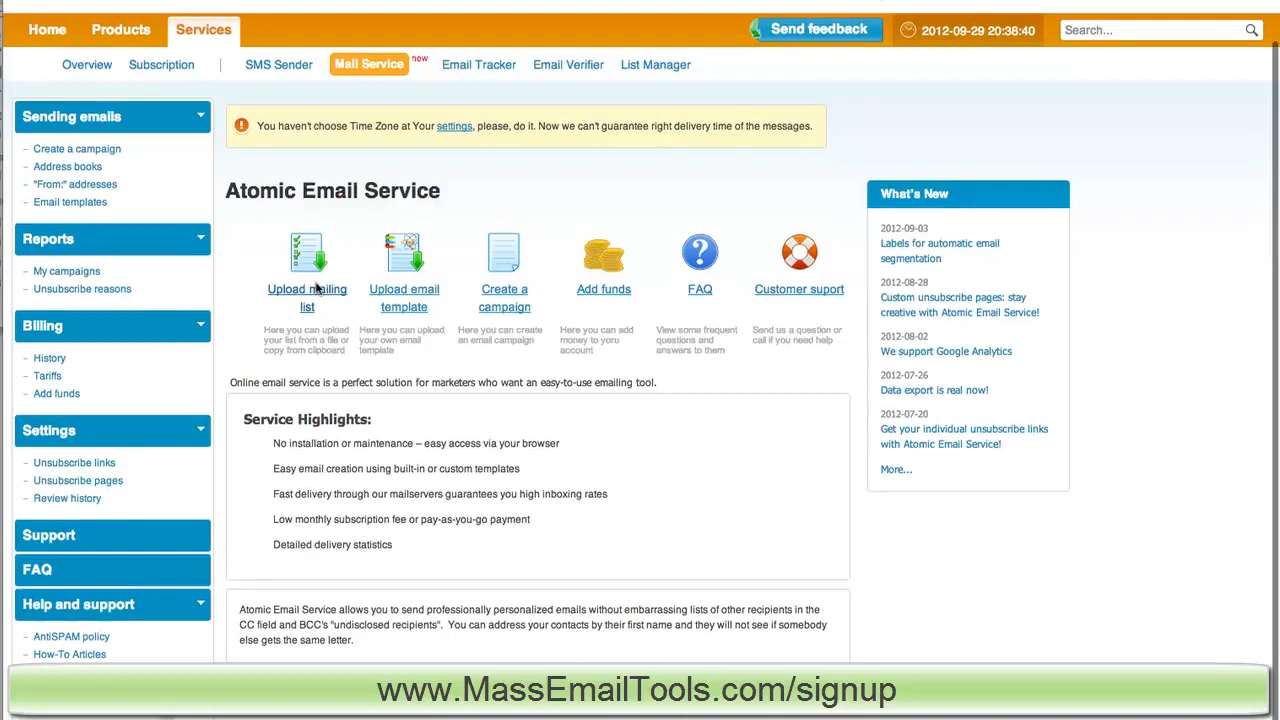 Home Products Services Send feedback 2012-09-29 20:38:40 Search...
Overview Subscription | SMS Sender Mail Service new Email Tracker Email Verifier List Manager
Sending emails
Create a campaign
Address books
"From:" addresses
Email templates
Reports
My campaigns
Unsubscribe reasons
Billing
History
Tariffs
Add funds
Settings
Unsubscribe links
Unsubscribe pages
Review history
Support
FAQ
Help and support
AntiSPAM policy
How-To Articles
You haven't choose Time Zone at Your settings, please, do it. Now we can't guarantee right delivery time of the messages.
Atomic Email Service
Upload mailing
list
Here you can upload
your list from a file or
copy from clipboard
Upload email
template
Here you can upload
your own email
template
Create a
campaign
Here you can create
an email campaign
Add funds
Here you can add
money to yoru
account
FAQ
View some frequent
questions and
answers to them
Customer suport
Send us a question or
call if you need help
Online email service is a perfect solution for marketers who want an easy-to-use emailing tool.
Service Highlights:
No installation or maintenance – easy access via your browser
Easy email creation using built-in or custom templates
Fast delivery through our mailservers guarantees you high inboxing rates
Low monthly subscription fee or pay-as-you-go payment
Detailed delivery statistics
Atomic Email Service allows you to send professionally personalized emails without embarrassing lists of other recipients in the
CC field and BCC's "undisclosed recipients". You can address your contacts by their first name and they will not see if somebody
else gets the same letter.
What's New
2012-09-03
Labels for automatic email
segmentation
2012-08-28
Custom unsubscribe pages: stay
creative with Atomic Email Service!
2012-08-02
We support Google Analytics
2012-07-26
Data export is real now!
2012-07-20
Get your individual unsubscribe links
with Atomic Email Service!
More...
www.MassEmailTools.com/signup